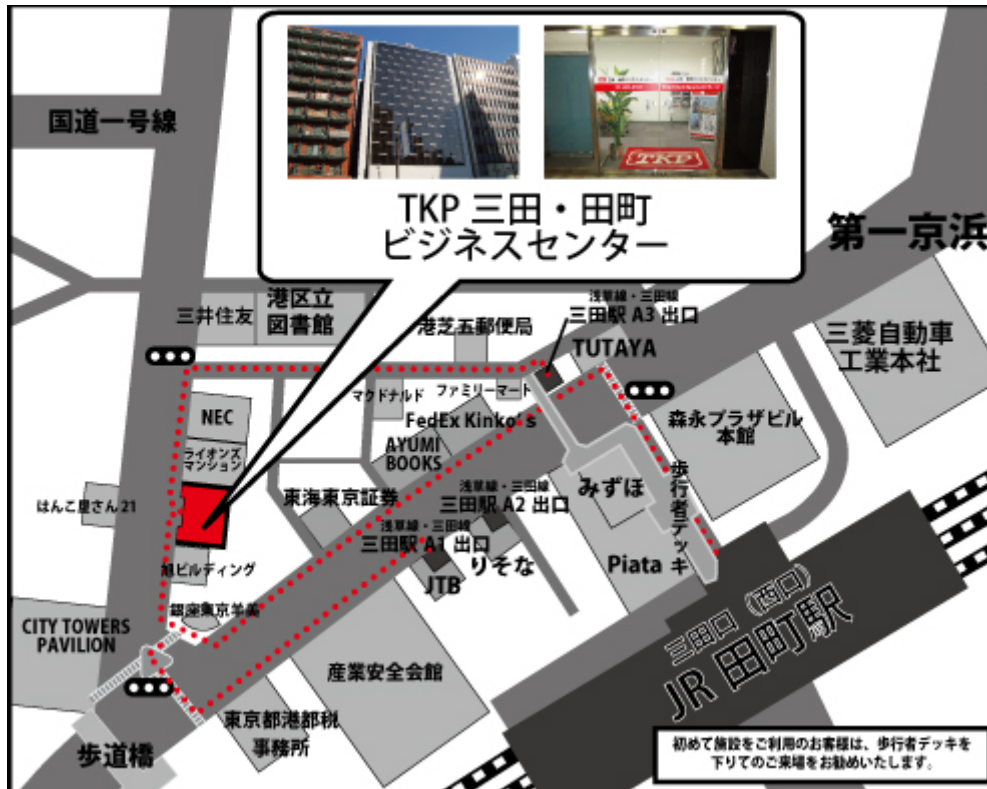 国道一号線
TKP
TKP 三田・田町
ビジネスセンター
第一京浜
三井住友
港区立
図書館
港芝五郵便局
浅草線・三田線
三田駅 A3 出口
TUTAYA
三菱自動車
工業本社
マクドナルド
ファミリーマート
NEC
FedEx Kinko's
森永プラザビル
本館
ライオンズ
マンション
AYUMI
BOOKS
はんこ屋さん 21
東海東京証券
浅草線・三田線
三田駅 A2 出口
みずほ
歩行者デッキ
浅草線・三田線
三田駅 A1 出口
りそな
JTB
Piata
旭ビルディング
銀座東京羊羹
CITY TOWERS
PAVILION
三田口（西口）
JR 田町駅
産業安全会館
東京都港都税
事務所
歩道橋
初めて施設をご利用のお客様は、歩行者デッキを
下りてのご来場をお勧めいたします。